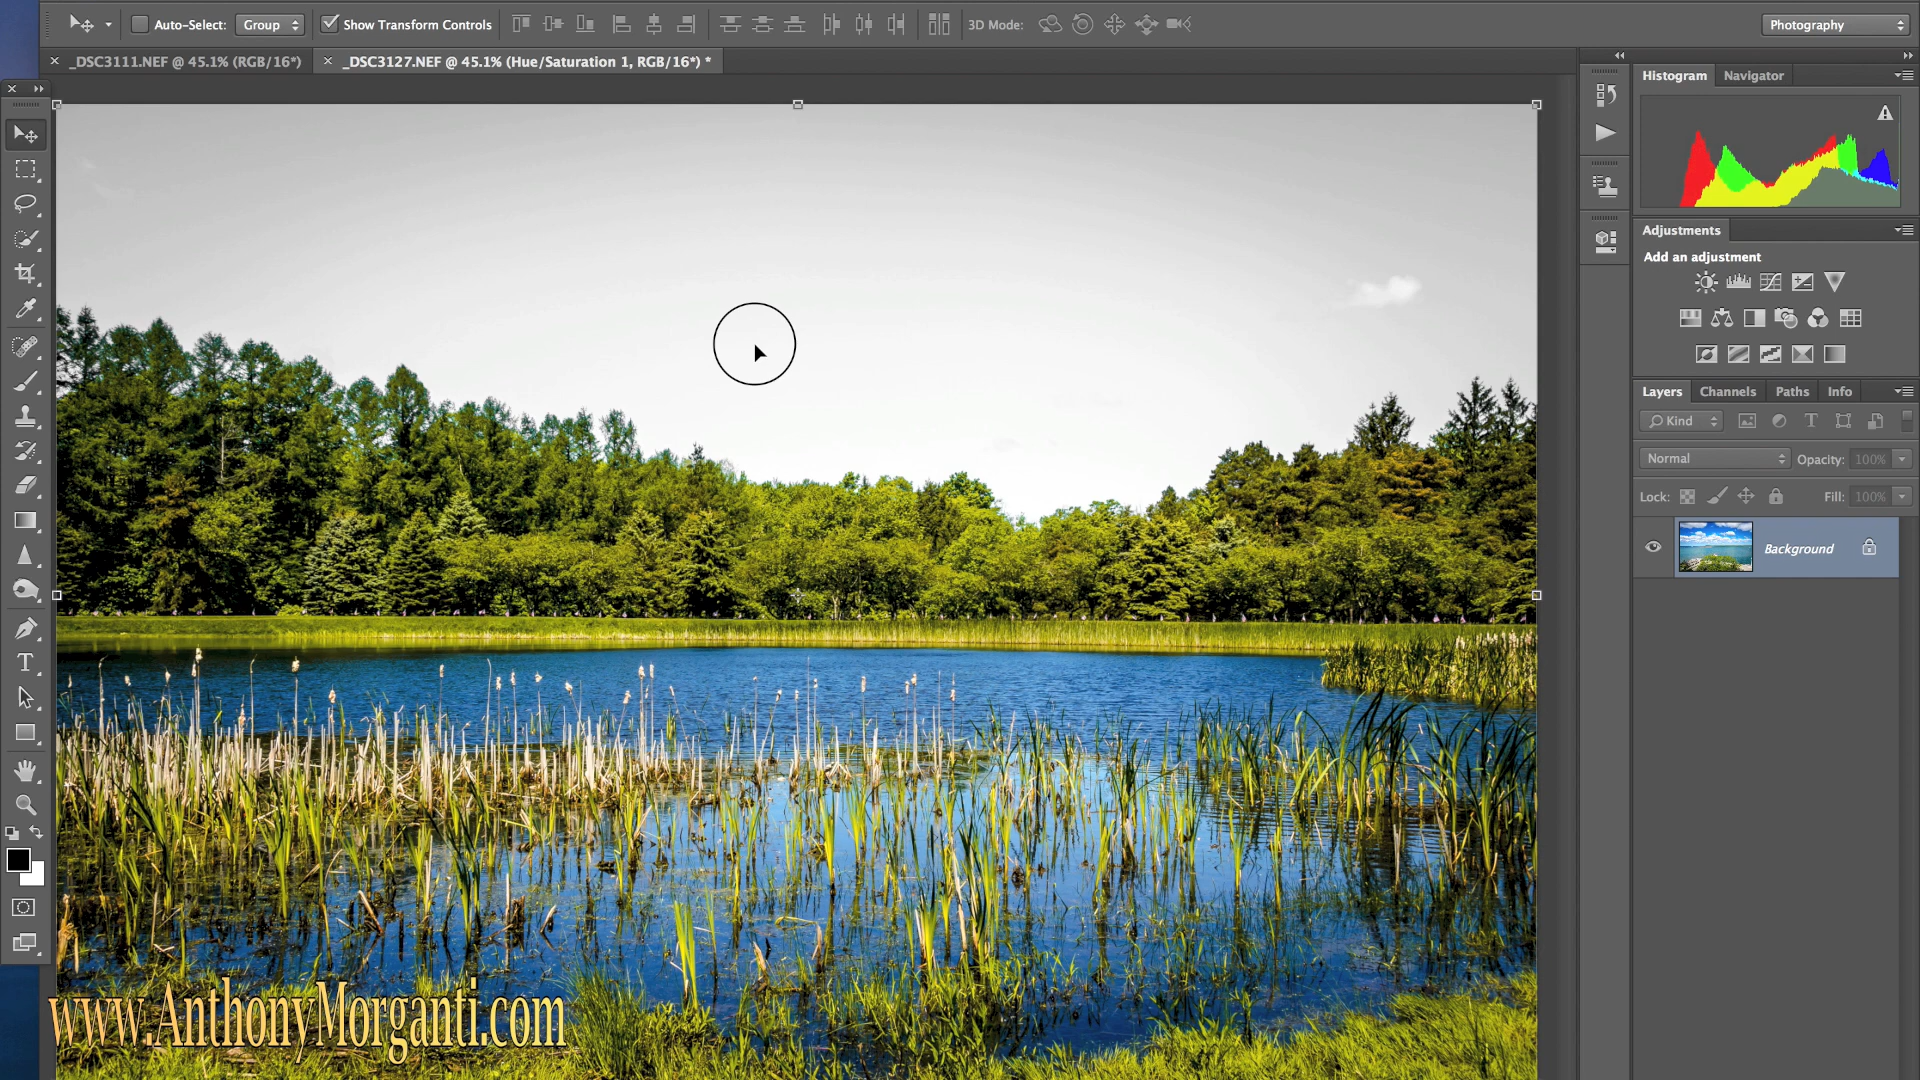 Auto-Select: Group Show Transform Controls 3D Mode: Photography
_DSC3111.NEF @ 45.1% (RGB/16*) _DSC3127.NEF @ 45.1% (Hue/Saturation 1, RGB/16*) *
Histogram Navigator
Adjustments
Add an adjustment
Layers Channels Paths Info
Kind
Normal Opacity: 100%
Lock: Fill: 100%
Background
www.AnthonyMorganti.com